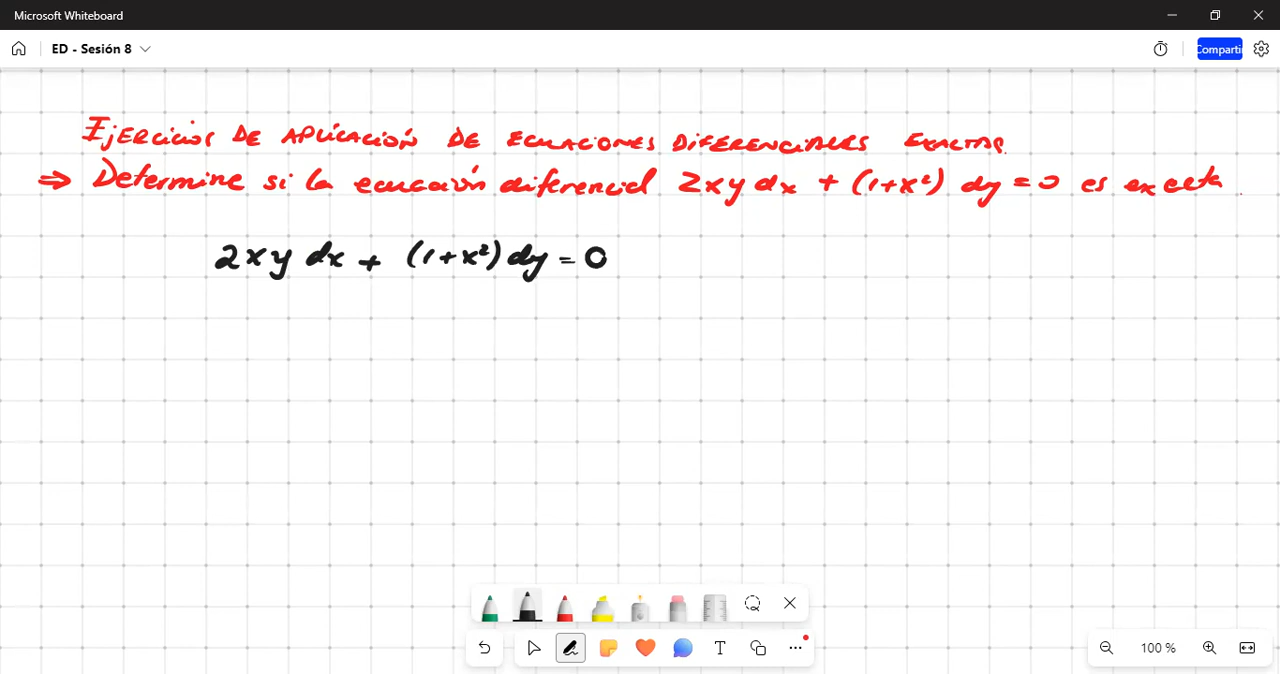 Microsoft Whiteboard
ED - Sesión 8
Comparti
EJERCICIOS DE APLICACIÓN DE ECUACIONES DIFERENCIALES EXACTAS.
⇒ Determine si la ecuación diferencial 2xy dx + (1+x²) dy = 0 es exacta
2xy dx + (1+x²) dy = 0
T
100 %